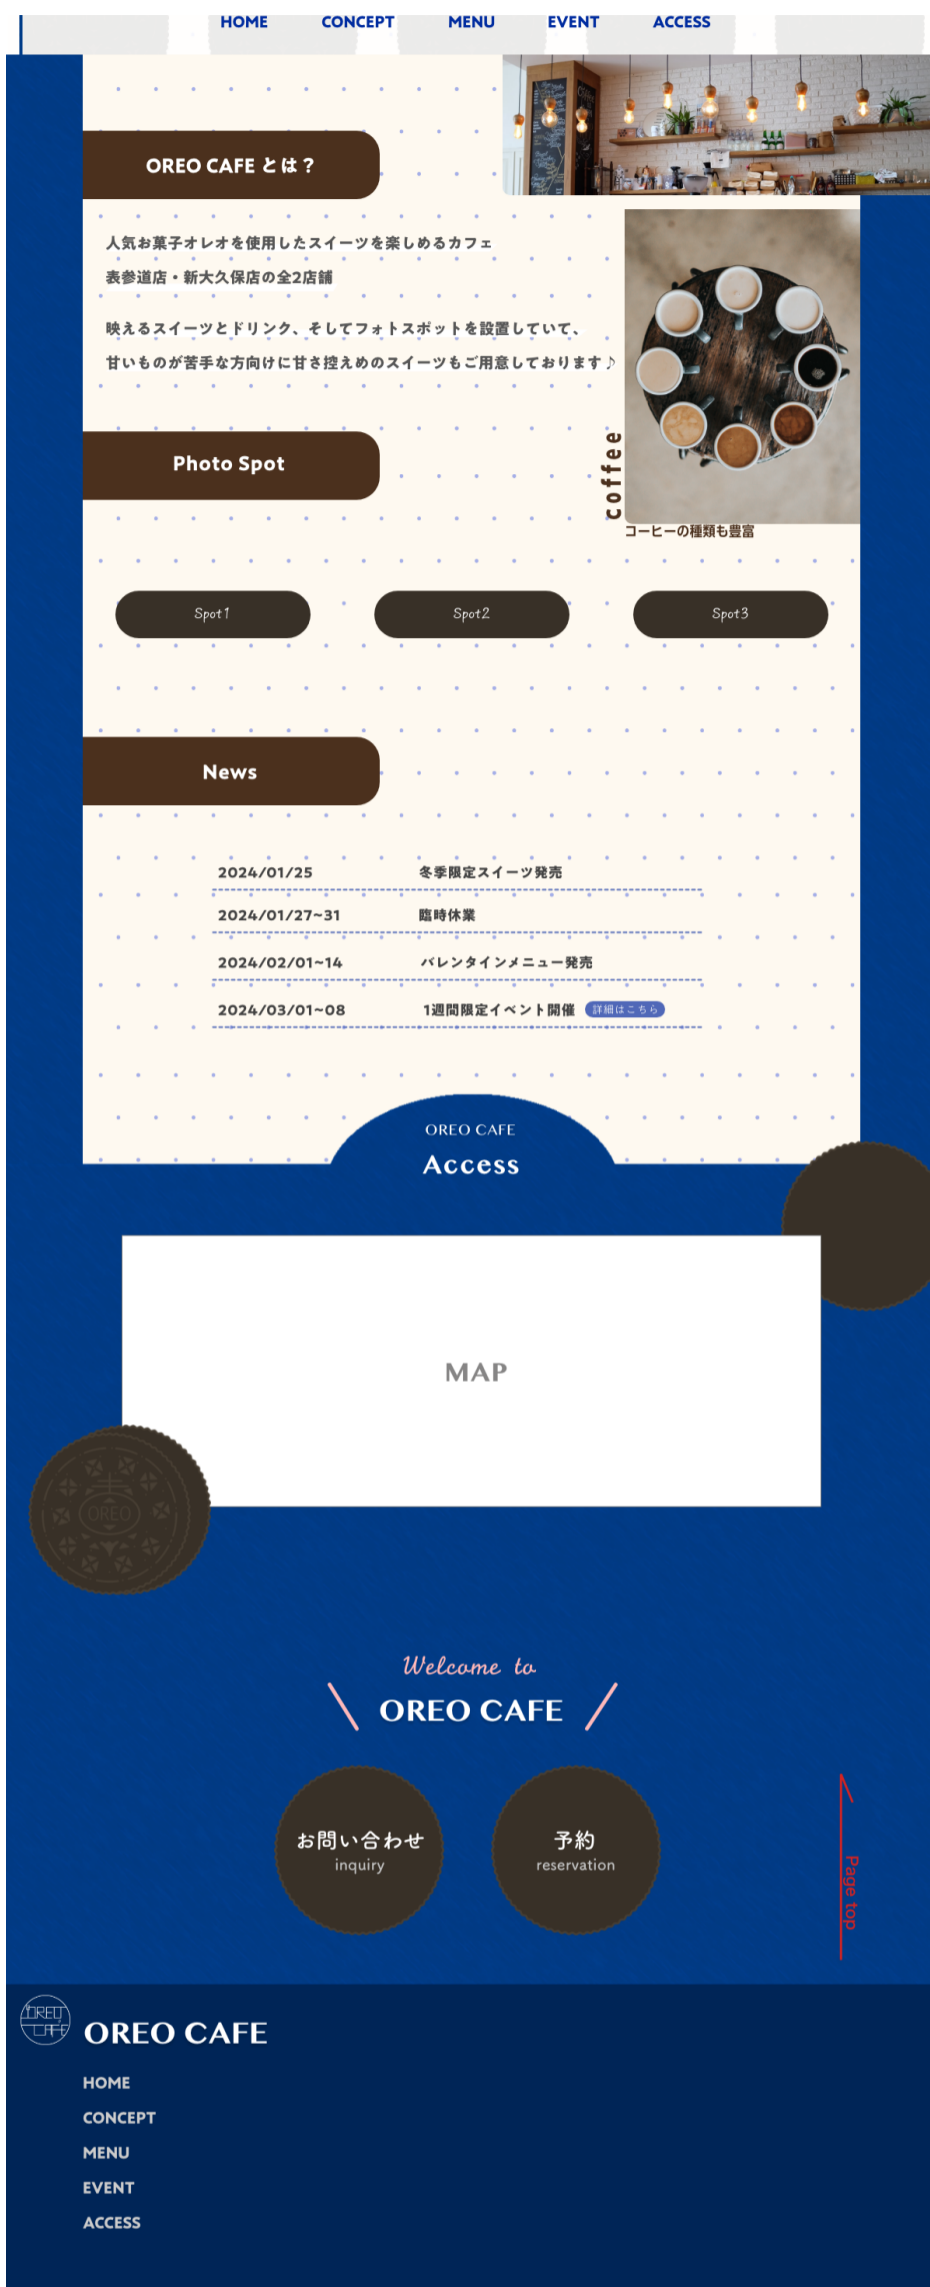 HOME CONCEPT MENU EVENT ACCESS
OREO CAFE とは？
人気お菓子オレオを使用したスイーツを楽しめるカフェ
表参道店・新大久保店の全2店舗
映えるスイーツとドリンク、そしてフォトスポットを設置していて、
甘いものが苦手な方向けに甘さ控えめのスイーツもご用意しております♪
coffee
コーヒーの種類も豊富
Photo Spot
Spot1 Spot2 Spot3
News
2024/01/25 冬季限定スイーツ発売
2024/01/27~31 臨時休業
2024/02/01~14 バレンタインメニュー発売
2024/03/01~08 1週間限定イベント開催 詳細はこちら
OREO CAFE
Access
MAP
OREO
Welcome to
OREO CAFE
お問い合わせ
inquiry
予約
reservation
Page top
OREO
CAFE
OREO CAFE
HOME
CONCEPT
MENU
EVENT
ACCESS